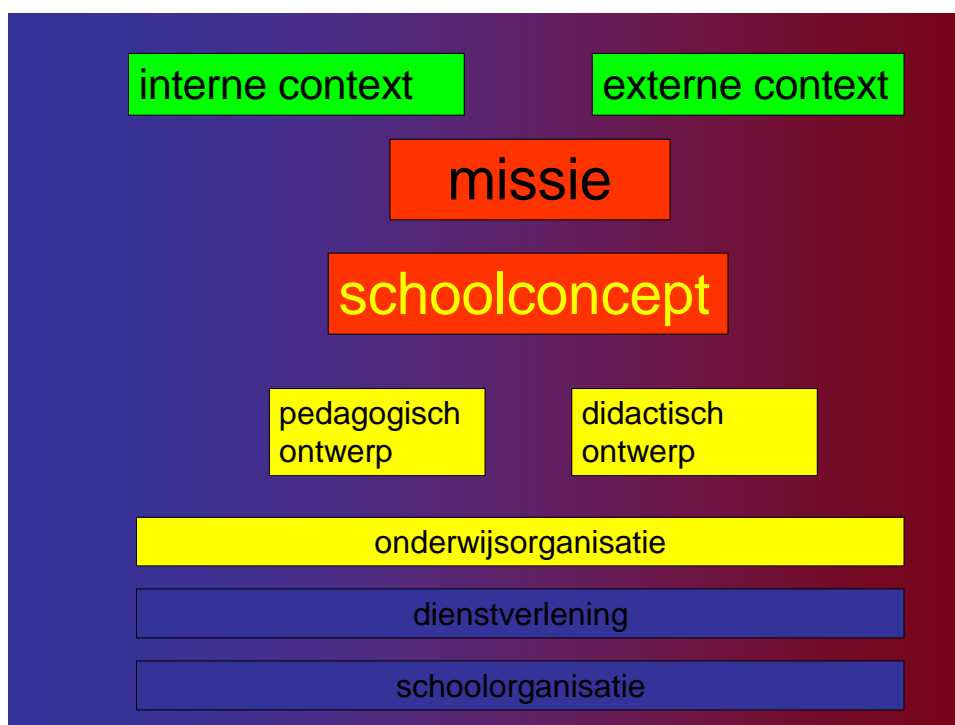 interne context
externe context
missie
schoolconcept
pedagogisch
ontwerp
didactisch
ontwerp
onderwijsorganisatie
dienstverlening
schoolorganisatie